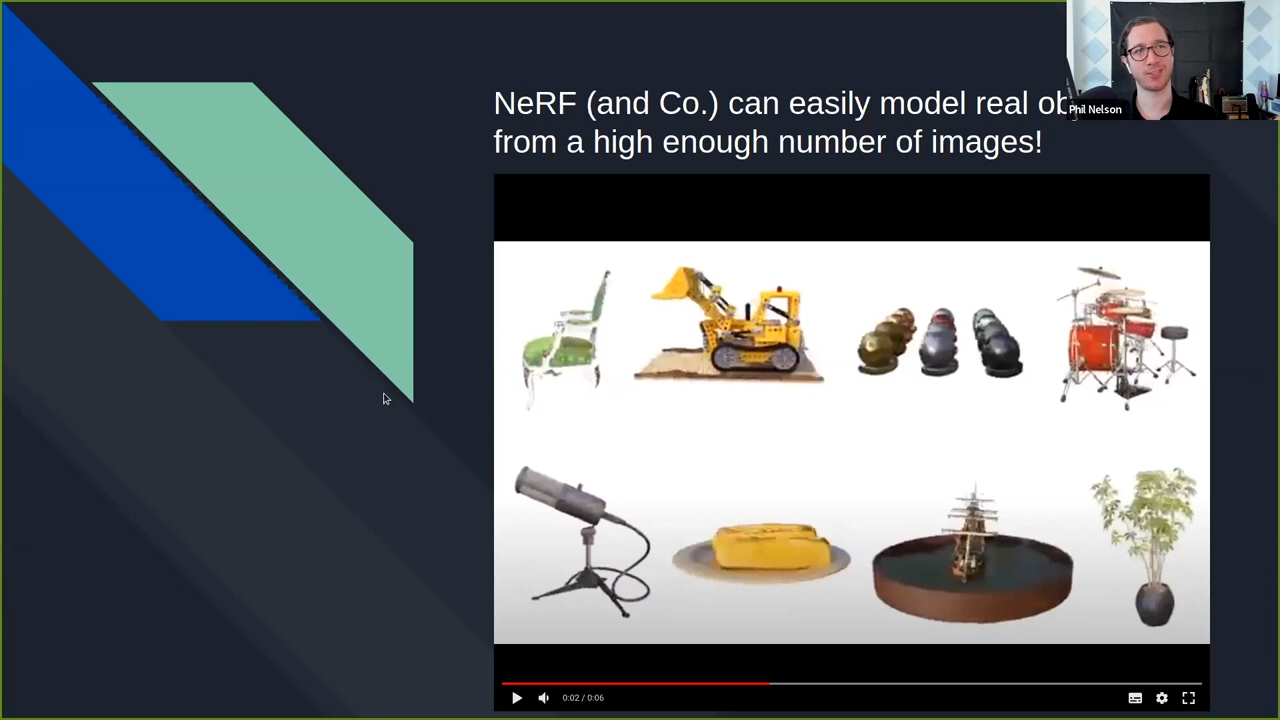 NeRF (and Co.) can easily model real ob
from a high enough number of images!
Phil Nelson
0:02 / 0:06